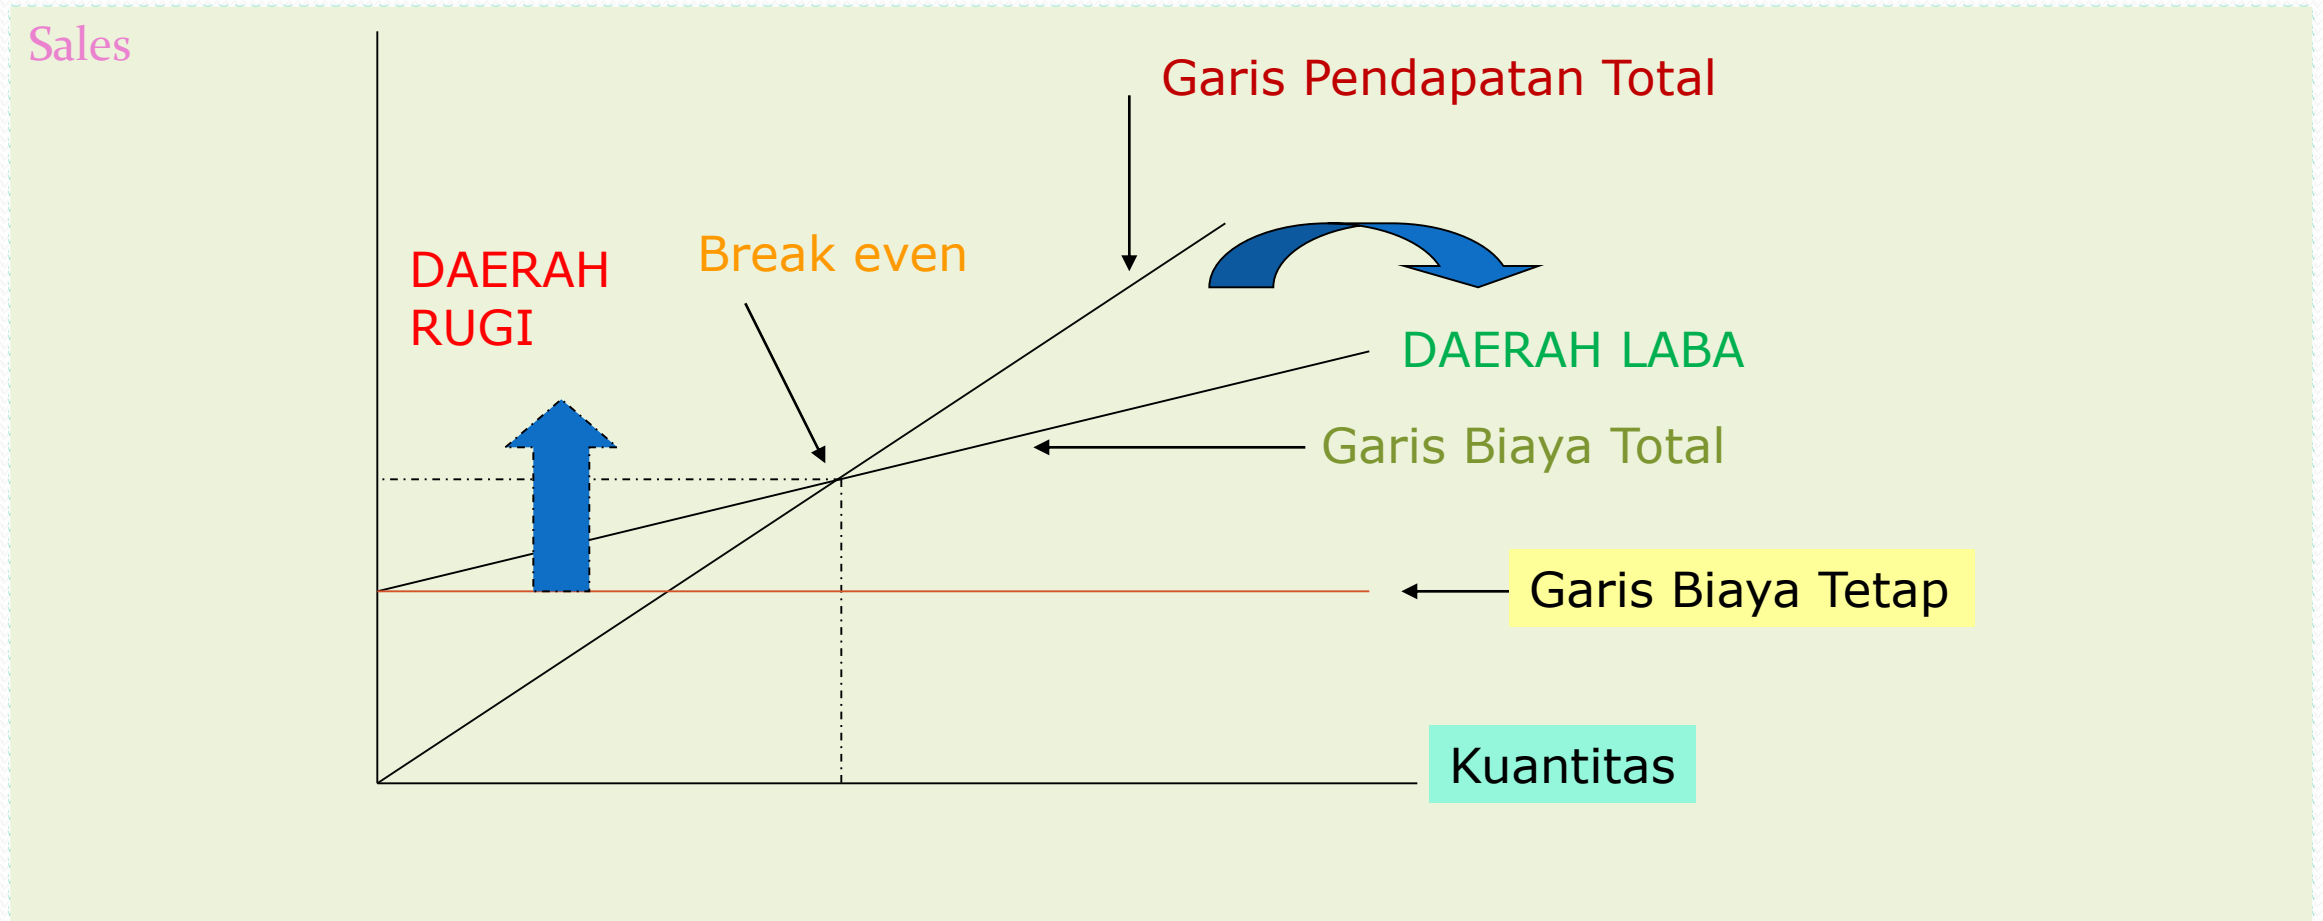 Sales
Garis Pendapatan Total
Break even
DAERAH
RUGI
DAERAH LABA
Garis Biaya Total
Garis Biaya Tetap
Kuantitas